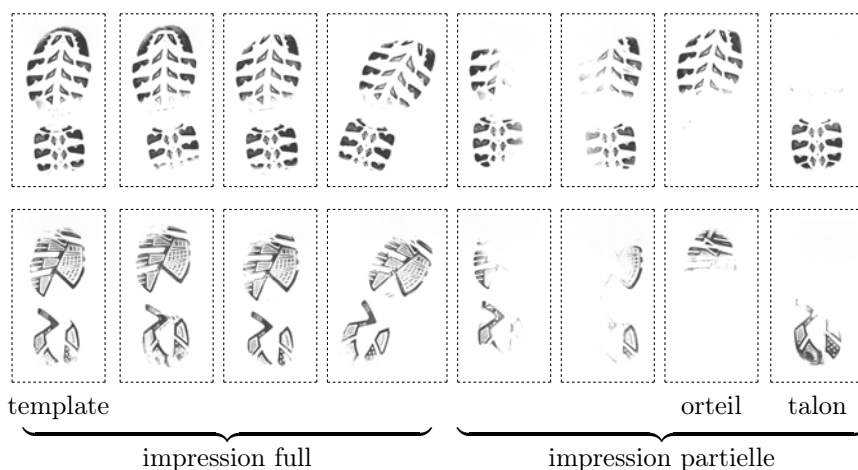 template
orteil
talon
impression full
impression partielle